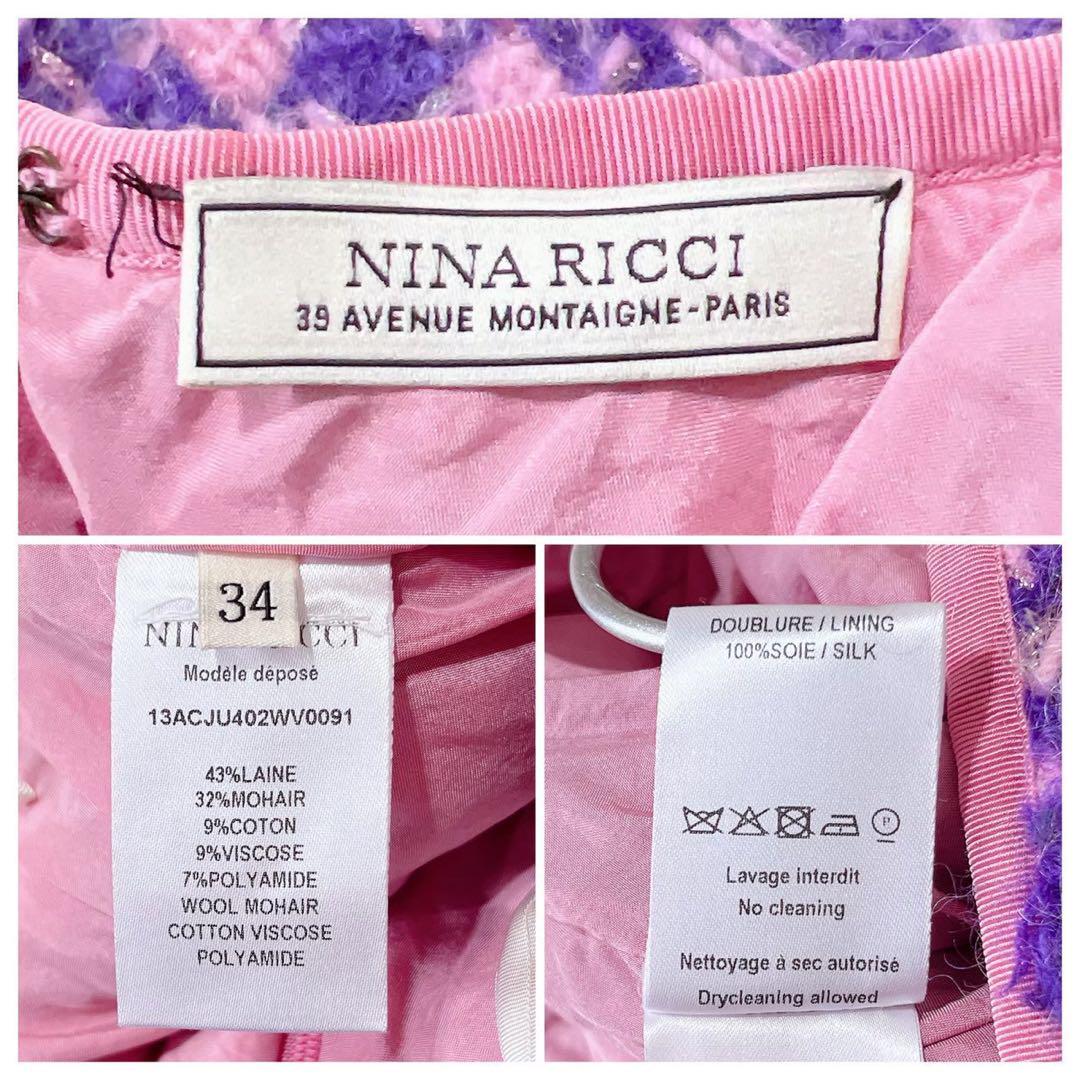 NINA RICCI
39 AVENUE MONTAIGNE-PARIS
34
Modèle déposé
13ACJU402WV0091
43%LAINE
32%MOHAIR
9%COTON
9%VISCOSE
7%POLYAMIDE
WOOL MOHAIR
COTTON VISCOSE
POLYAMIDE
DOUBLURE / LINING
100%SOIE / SILK
P
Lavage interdit
No cleaning
Nettoyage à sec autorisé
Drycleaning allowed